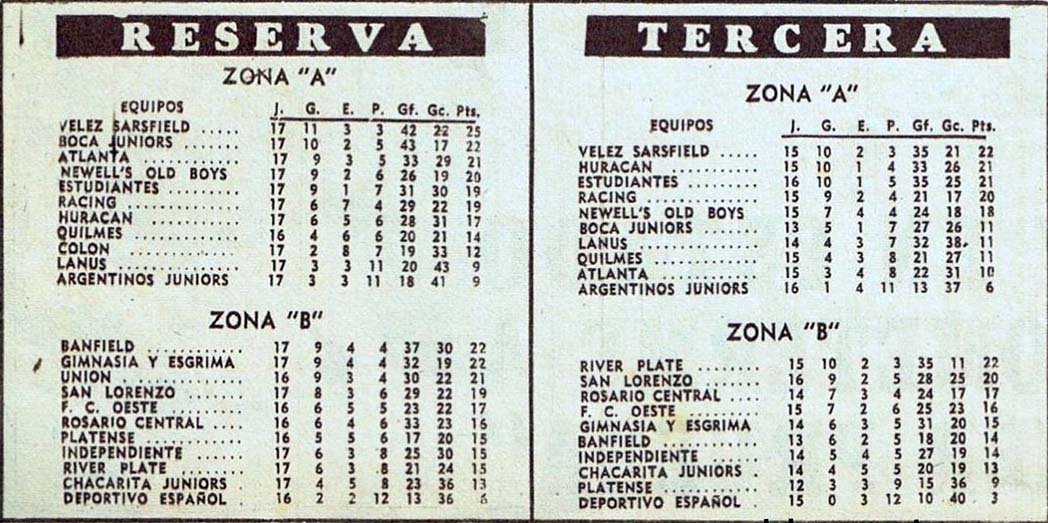 RESERVA
ZONA "A"
EQUIPOS J. G. E. P. Gf. Gc. Pts.
VELEZ SARSFIELD ..... 17 11 3 3 42 22 25
BOCA JUNIORS ....... 17 10 2 5 43 17 22
ATLANTA ........... 17 9 3 5 33 29 21
NEWELL'S OLD BOYS 17 9 2 6 26 19 20
ESTUDIANTES ........ 17 9 1 7 31 30 19
RACING ............ 17 6 7 4 29 22 19
HURACAN .......... 17 6 5 6 28 31 17
QUILMES ........... 16 4 6 6 20 21 14
COLON ............ 17 2 8 7 19 33 12
LANUS ............. 17 3 3 11 20 43 9
ARGENTINOS JUNIORS 17 3 3 11 18 41 9
ZONA "B"
BANFIELD .......... 17 9 4 4 37 30 22
GIMNASIA Y ESGRIMA 17 9 4 4 32 19 22
UNION ............. 16 9 3 4 30 22 21
SAN LORENZO ....... 17 8 3 6 29 22 19
F. C. OESTE ......... 16 6 5 5 23 22 17
ROSARIO CENTRAL .... 16 6 4 6 33 23 16
PLATENSE ........... 16 5 5 6 17 20 15
INDEPENDIENTE ...... 17 6 3 8 25 30 15
RIVER PLATE ........ 17 6 3 8 21 24 15
CHACARITA JUNIORS . 17 4 5 8 23 36 13
DEPORTIVO ESPAÑOL . 16 2 2 12 13 36 6
TERCERA
ZONA "A"
EQUIPOS J. G. E. P. Gf. Gc. Pts.
VELEZ SARSFIELD ..... 15 10 2 3 35 21 22
HURACAN .......... 15 10 1 4 33 26 21
ESTUDIANTES ........ 16 10 1 5 35 25 21
RACING ............ 15 9 2 4 21 17 20
NEWELL'S OLD BOYS 15 7 4 4 24 18 18
BOCA JUNIORS ....... 13 5 1 7 27 26 11
LANUS ............. 14 4 3 7 32 38 11
QUILMES ........... 15 4 3 8 21 27 11
ATLANTA ........... 15 3 4 8 22 31 10
ARGENTINOS JUNIORS 16 1 4 11 13 37 6
ZONA "B"
RIVER PLATE ........ 15 10 2 3 35 11 22
SAN LORENZO ....... 16 9 2 5 28 25 20
ROSARIO CENTRAL .... 14 7 3 4 24 17 17
F. C. OESTE ......... 15 7 2 6 25 23 16
GIMNASIA Y ESGRIMA 14 6 3 5 31 20 15
BANFIELD .......... 13 6 2 5 18 20 14
INDEPENDIENTE ...... 14 5 4 5 27 19 14
CHACARITA JUNIORS . 14 4 5 5 20 19 13
PLATENSE ........... 12 3 3 9 15 36 9
DEPORTIVO ESPAÑOL . 15 0 3 12 10 40 3